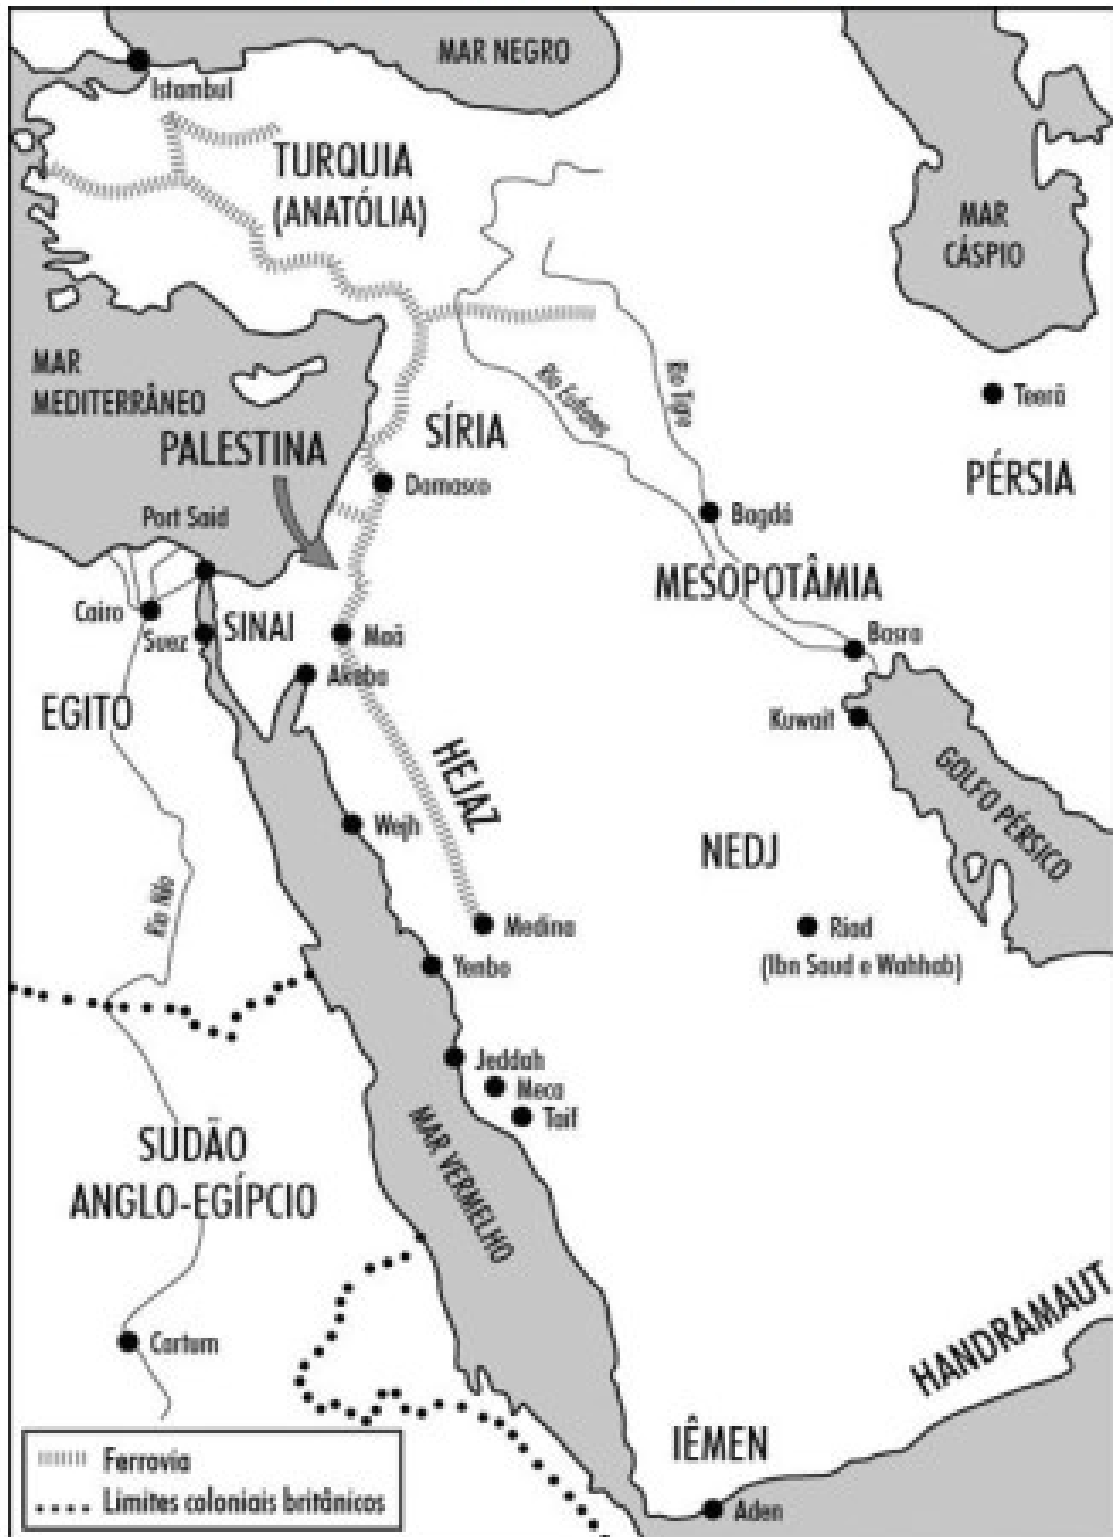 MAR NEGRO
Istambul
TURQUIA
(ANATÓLIA)
MAR
CÁSPIO
MAR
MEDITERRÂNEO
Rio Eufrates
Rio Tigre
Teerã
SÍRIA
PALESTINA
PÉRSIA
Damasco
Port Said
Bagdá
MESOPOTÂMIA
Cairo
Suez
SINAI
Maã
Basra
Akaba
EGITO
Kuwait
HEJAZ
GOLFO PÉRSICO
Wejh
NEDJ
Rio Nilo
Medina
Riad
Yenbo
(Ibn Saud e Wahhab)
Jeddah
Meca
Taif
SUDÃO
ANGLO-EGÍPCIO
MAR VERMELHO
Cartum
HANDRAMAUT
IÊMEN
Aden
Ferrovia
Limites coloniais britânicos